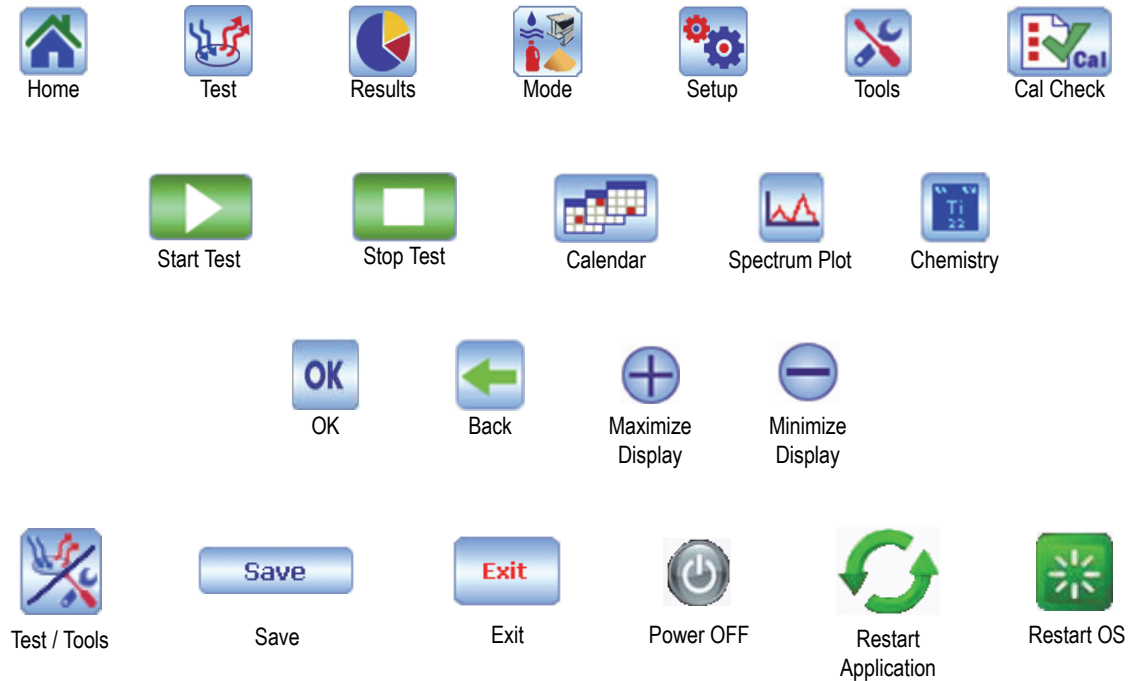 Cal
Home
Test
Results
Mode
Setup
Tools
Cal Check
Ti
22
Start Test
Stop Test
Calendar
Spectrum Plot
Chemistry
OK
OK
Back
Maximize
Display
Minimize
Display
Save
Exit
Test / Tools
Save
Exit
Power OFF
Restart
Application
Restart OS